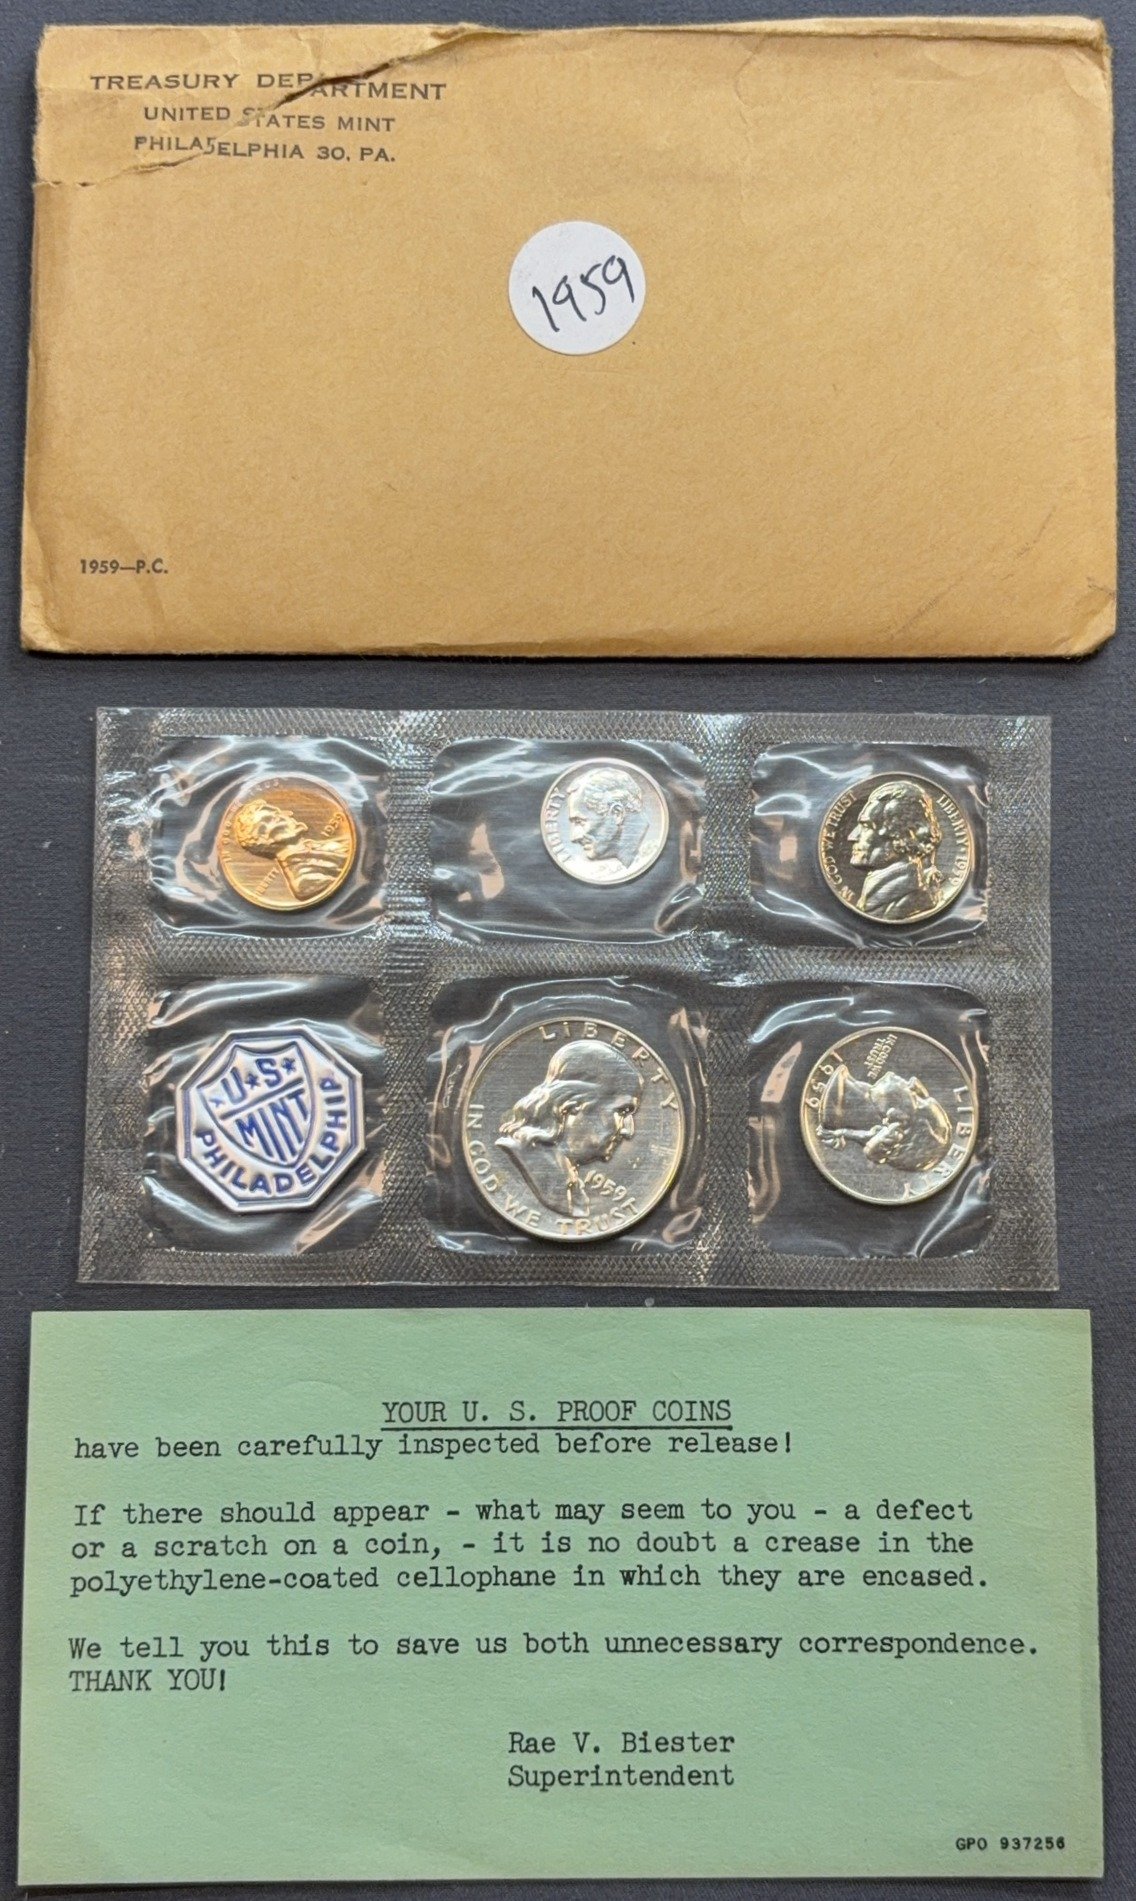 TREASURY DEPARTMENT
UNITED STATES MINT
PHILADELPHIA 30, PA.
1959
1959—P.C.
LIBERTY
1959
LIBERTY
IN GOD WE TRUST
LIBERTY 1959
U★S★
MINT
PHILADELPHIA
LIBERTY
IN GOD WE TRUST
1959
LIBERTY
IN GOD WE
TRUST
1959
YOUR U. S. PROOF COINS
have been carefully inspected before release!
If there should appear - what may seem to you - a defect
or a scratch on a coin, - it is no doubt a crease in the
polyethylene-coated cellophane in which they are encased.
We tell you this to save us both unnecessary correspondence.
THANK YOU!
Rae V. Biester
Superintendent
GPO 937256